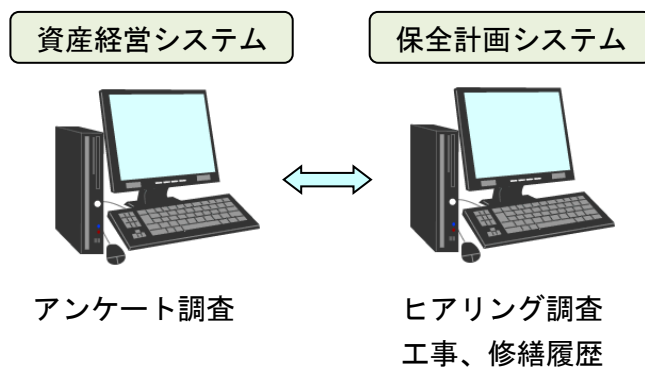 資産経営システム
保全計画システム
アンケート調査
ヒアリング調査
工事、修繕履歴